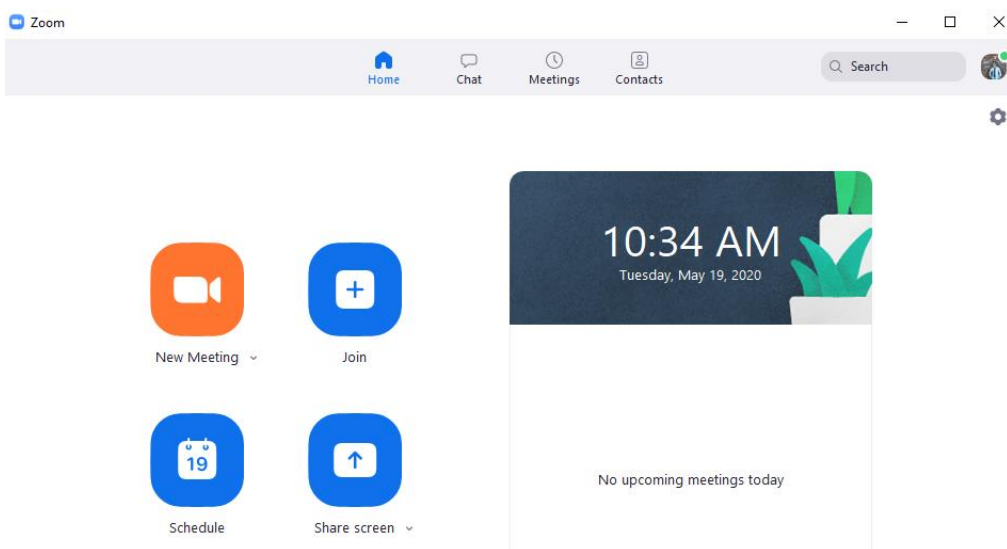 Zoom
Home Chat Meetings Contacts Search
10:34 AM
Tuesday, May 19, 2020
New Meeting Join
19
Schedule Share screen
No upcoming meetings today